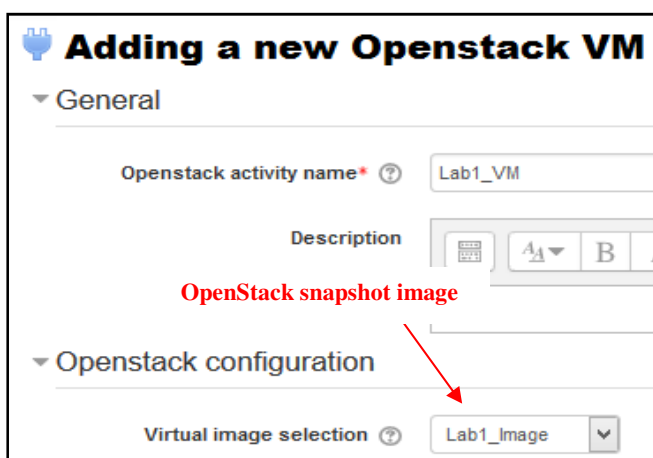 Adding a new Openstack VM
General
Openstack activity name* Lab1_VM
Description
B
OpenStack snapshot image
Openstack configuration
Virtual image selection Lab1_Image